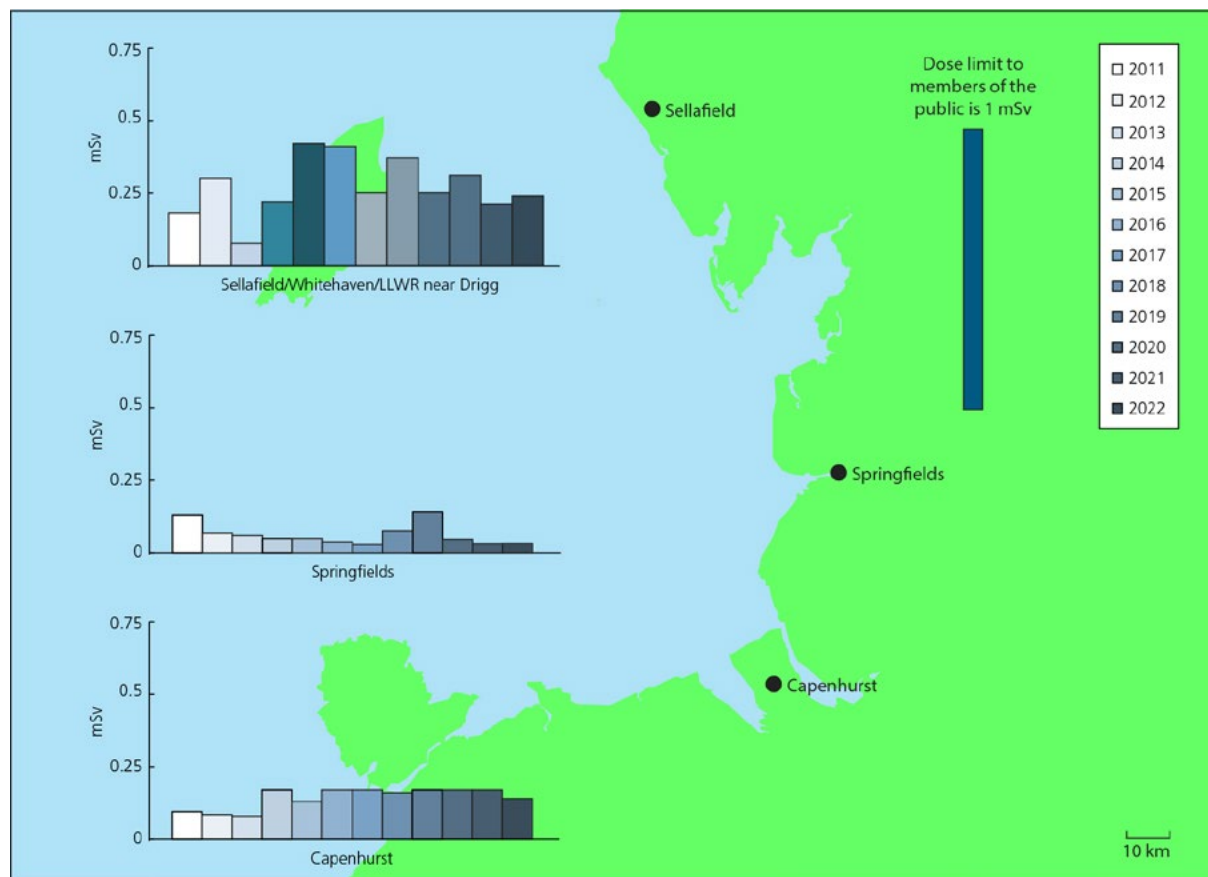 0.75
0.5
mSv
0.25
0
Sellafield/Whitehaven/LLWR near Drigg
0.75
0.5
mSv
0.25
0
Springfields
0.75
0.5
mSv
0.25
0
Capenhurst
Sellafield
Springfields
Capenhurst
Dose limit to
members of the
public is 1 mSv
2011
2012
2013
2014
2015
2016
2017
2018
2019
2020
2021
2022
10 km